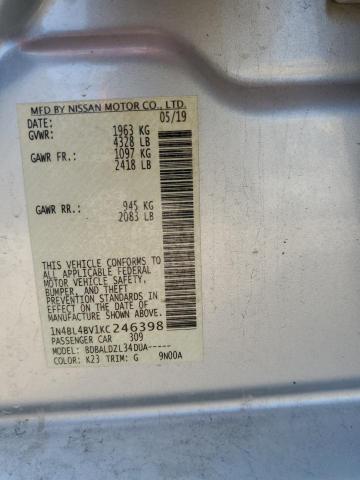 MFD BY NISSAN MOTOR CO., LTD.
DATE: 05/19
GVWR: 1963 KG
4328 LB
GAWR FR.: 1097 KG
2418 LB
GAWR RR.: 945 KG
2083 LB
THIS VEHICLE CONFORMS TO
ALL APPLICABLE FEDERAL
MOTOR VEHICLE SAFETY,
BUMPER, AND THEFT
PREVENTION STANDARDS IN
EFFECT ON THE DATE OF
MANUFACTURE SHOWN ABOVE.
1N4BL4BV1KC246398
PASSENGER CAR 309
MODEL: BDBALDZL34DUA-----
COLOR: K23 TRIM: G 9N00A